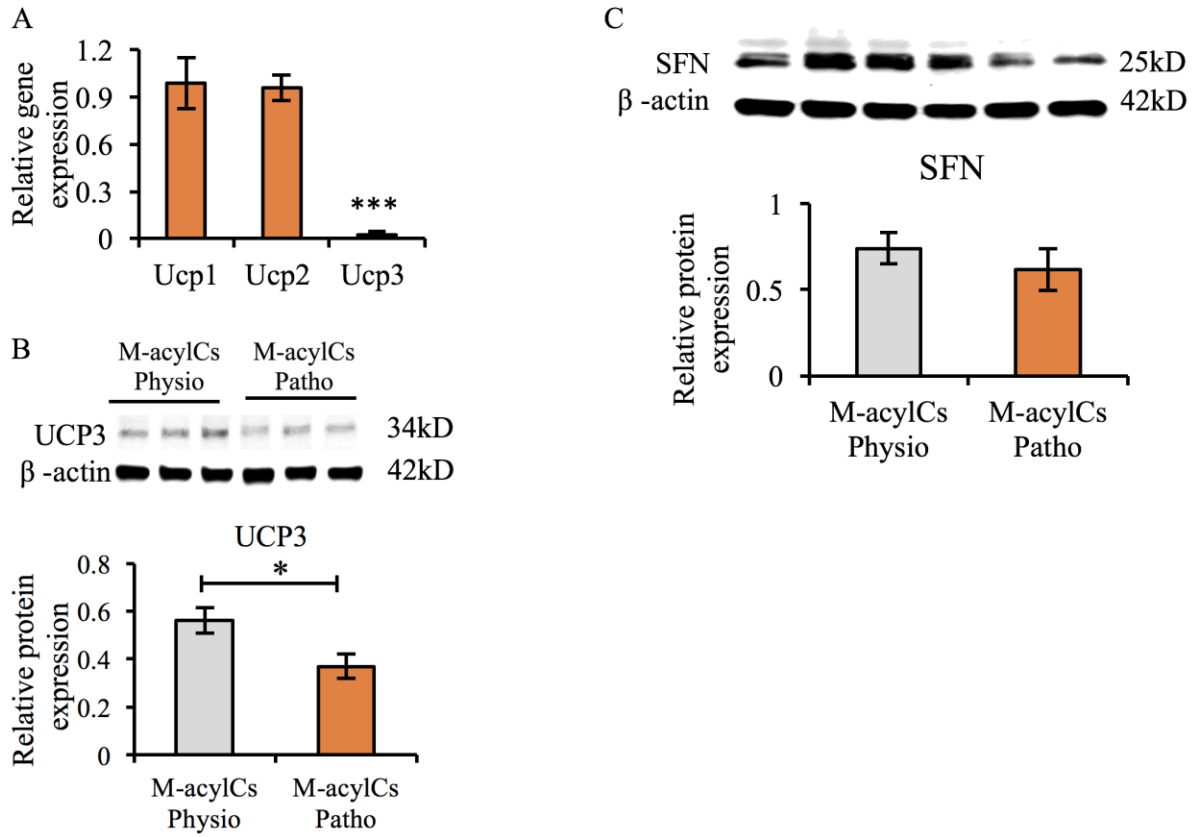 A
Relative gene
expression
1.2
0.9
0.6
0.3
0
***
Ucp1 Ucp2 Ucp3
B
M-acylCs M-acylCs
Physio Patho
UCP3 34kD
β -actin 42kD
UCP3
Relative protein
expression
0.8
0.6
0.4
0.2
0
*
M-acylCs M-acylCs
Physio Patho
C
SFN 25kD
β -actin 42kD
SFN
Relative protein
expression
1
0.5
0
M-acylCs M-acylCs
Physio Patho